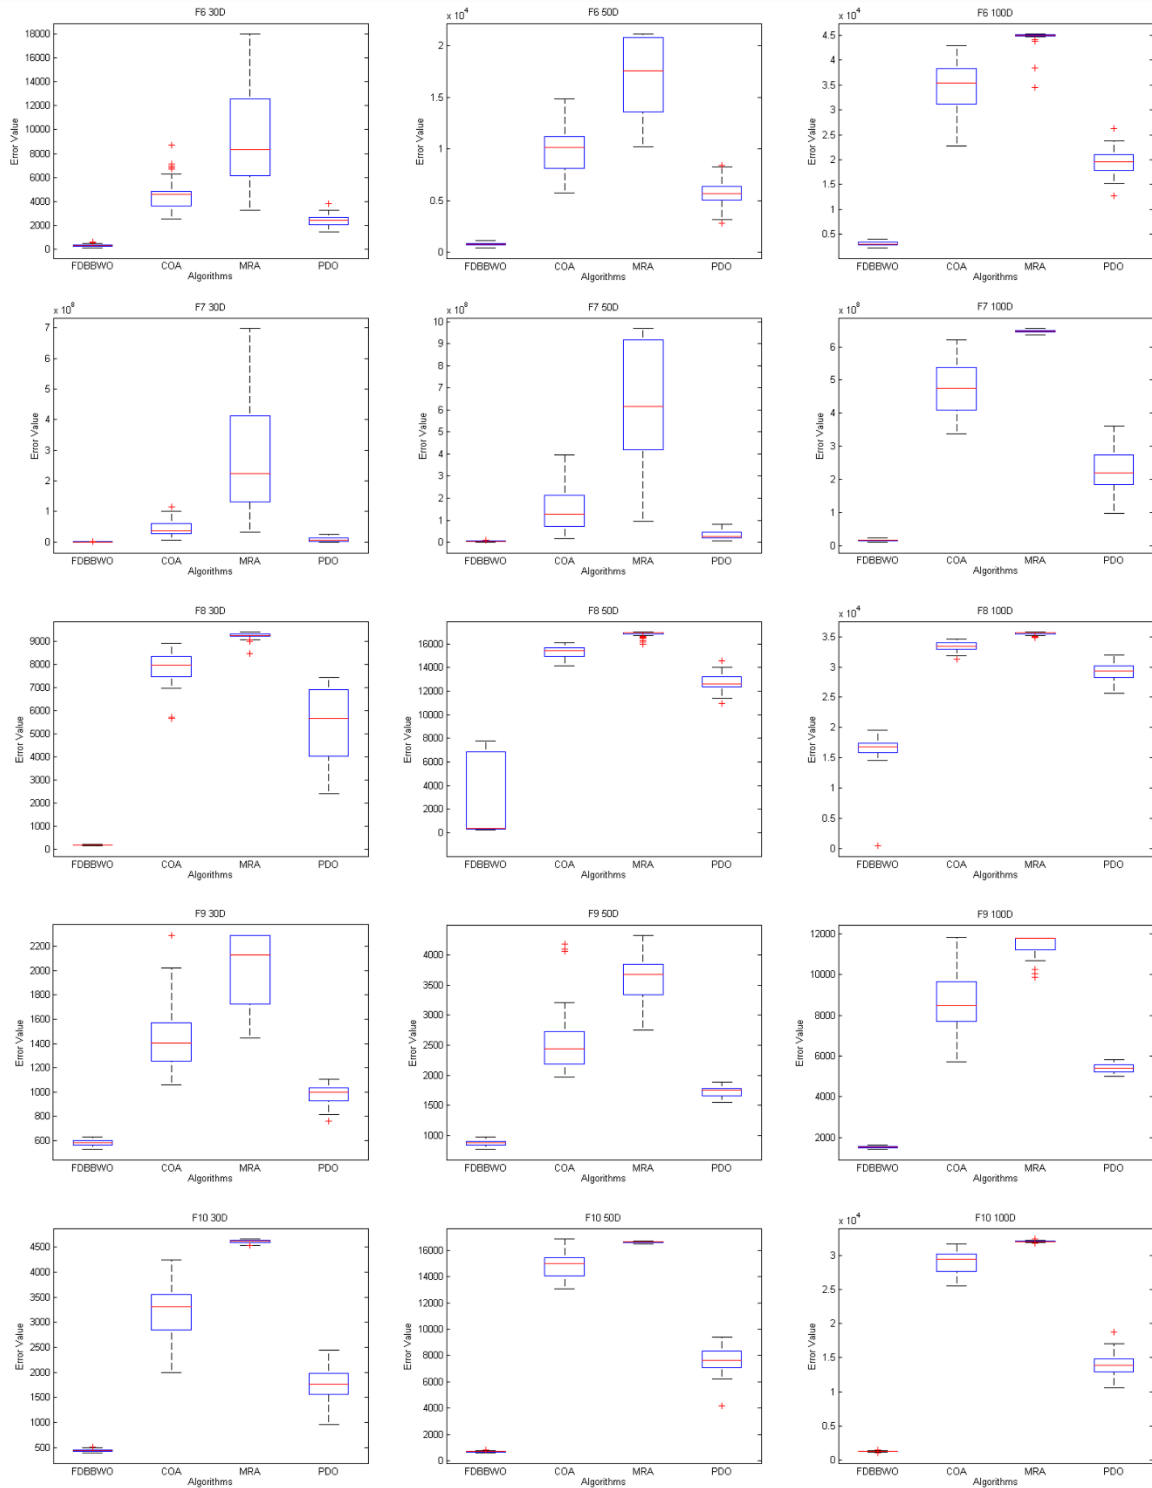 F6 30D
18000
16000
14000
12000
10000
8000
6000
4000
2000
0
Error Value
FDBBWO COA MRA PDO
Algorithms
F6 50D
x 10^4
2
1.5
1
0.5
0
Error Value
FDBBWO COA MRA PDO
Algorithms
F6 100D
x 10^4
4.5
4
3.5
3
2.5
2
1.5
1
0.5
Error Value
FDBBWO COA MRA PDO
Algorithms
F7 30D
x 10^8
7
6
5
4
3
2
1
0
Error Value
FDBBWO COA MRA PDO
Algorithms
F7 50D
x 10^8
10
9
8
7
6
5
4
3
2
1
0
Error Value
FDBBWO COA MRA PDO
Algorithms
F7 100D
x 10^8
6
5
4
3
2
1
0
Error Value
FDBBWO COA MRA PDO
Algorithms
F8 30D
9000
8000
7000
6000
5000
4000
3000
2000
1000
0
Error Value
FDBBWO COA MRA PDO
Algorithms
F8 50D
16000
14000
12000
10000
8000
6000
4000
2000
0
Error Value
FDBBWO COA MRA PDO
Algorithms
F8 100D
x 10^4
3.5
3
2.5
2
1.5
1
0.5
0
Error Value
FDBBWO COA MRA PDO
Algorithms
F9 30D
2200
2000
1800
1600
1400
1200
1000
800
600
Error Value
FDBBWO COA MRA PDO
Algorithms
F9 50D
4000
3500
3000
2500
2000
1500
1000
Error Value
FDBBWO COA MRA PDO
Algorithms
F9 100D
12000
10000
8000
6000
4000
2000
Error Value
FDBBWO COA MRA PDO
Algorithms
F10 30D
4500
4000
3500
3000
2500
2000
1500
1000
500
Error Value
FDBBWO COA MRA PDO
Algorithms
F10 50D
16000
14000
12000
10000
8000
6000
4000
2000
0
Error Value
FDBBWO COA MRA PDO
Algorithms
F10 100D
x 10^4
3
2.5
2
1.5
1
0.5
0
Error Value
FDBBWO COA MRA PDO
Algorithms